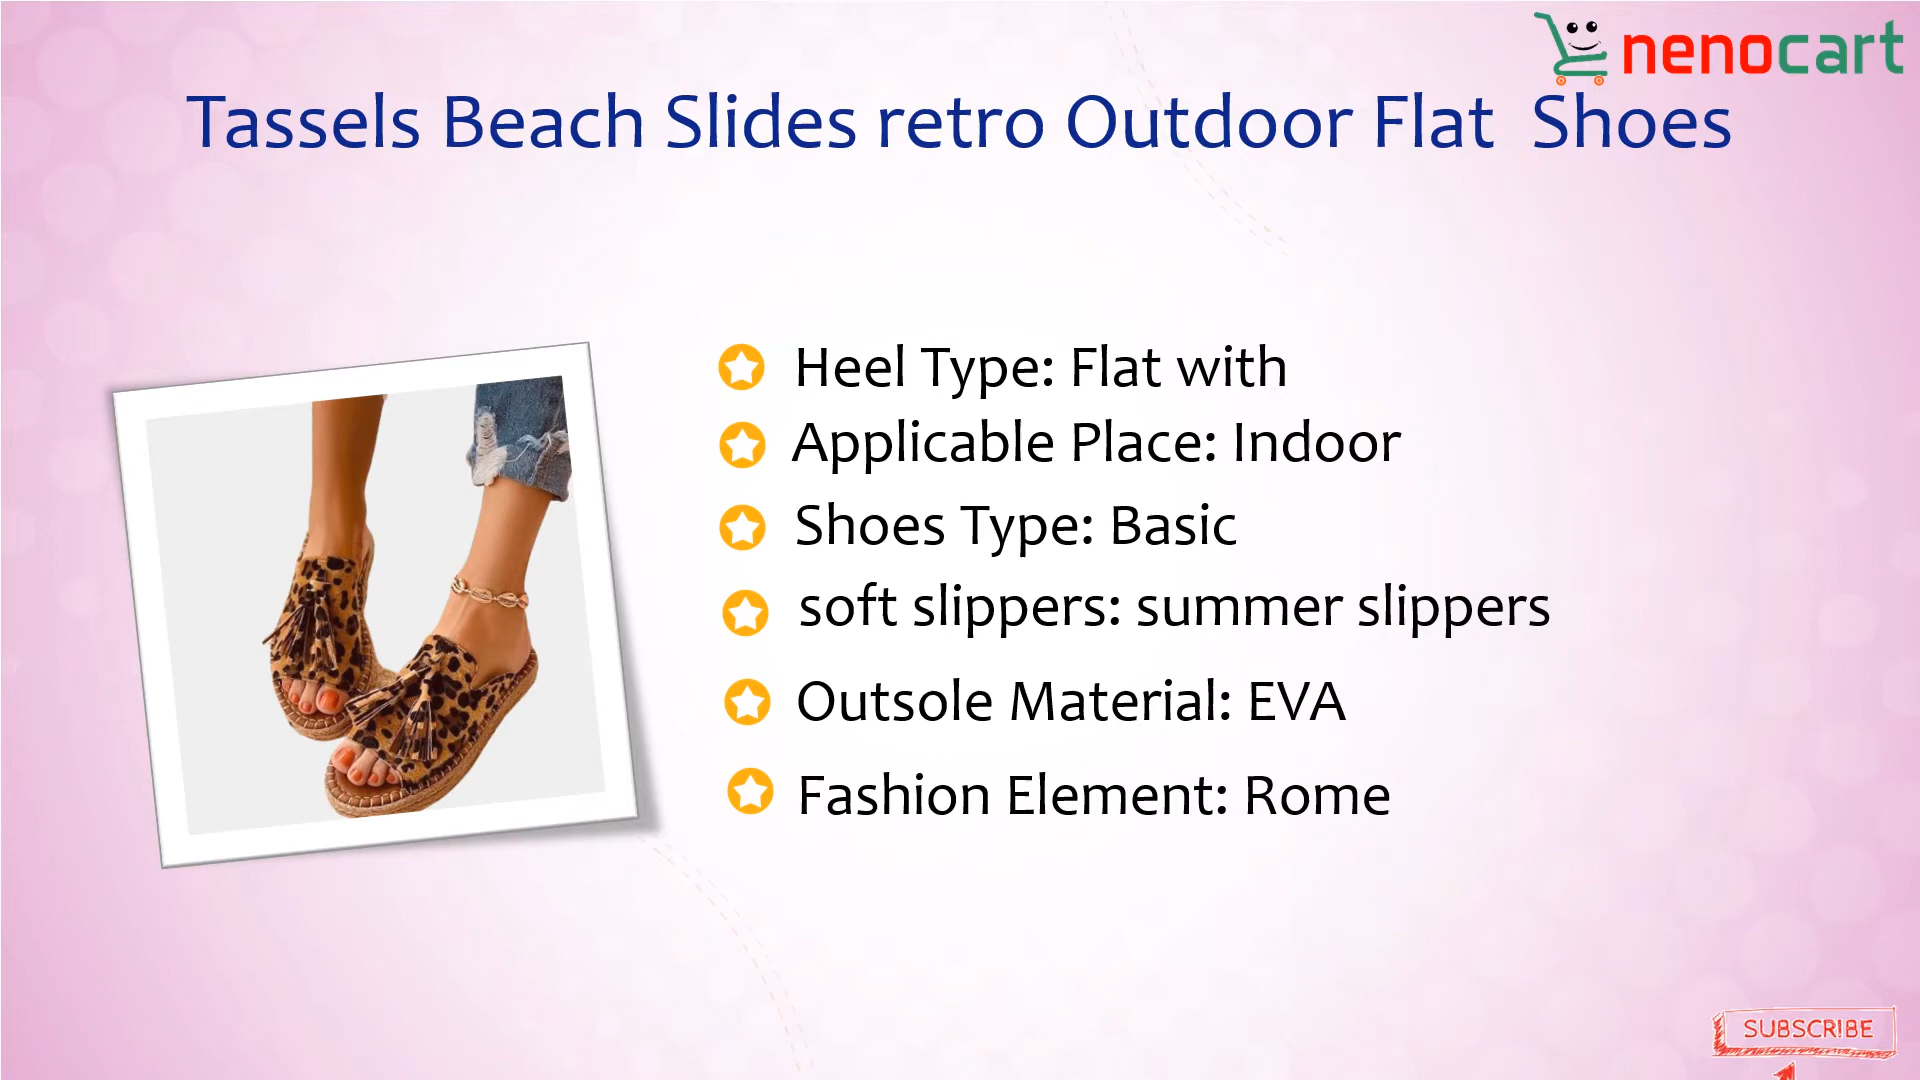 nenocart
Tassels Beach Slides retro Outdoor Flat  Shoes
Heel Type: Flat with
Applicable Place: Indoor
Shoes Type: Basic
soft slippers: summer slippers
Outsole Material: EVA
Fashion Element: Rome
SUBSCRIBE